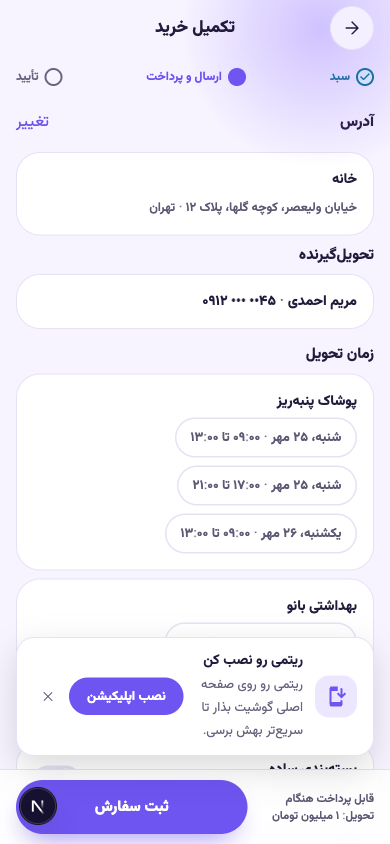 تکمیل خرید
سبد
ارسال و پرداخت
تأیید
آدرس
تغییر
خانه
خیابان ولیعصر، کوچه گلها، پلاک ۱۲ · تهران
تحویل‌گیرنده
مریم احمدی · ۰۹۱۲ ••• ••۴۵
زمان تحویل
پوشاک پنبه‌ریز
شنبه، ۲۵ مهر · ۰۹:۰۰ تا ۱۳:۰۰
شنبه، ۲۵ مهر · ۱۷:۰۰ تا ۲۱:۰۰
یکشنبه، ۲۶ مهر · ۰۹:۰۰ تا ۱۳:۰۰
بهداشتی بانو
ریتمی رو نصب کن
ریتمی رو روی صفحه
اصلی گوشیت بذار تا
سریع‌تر بهش برسی.
نصب اپلیکیشن
بسته‌بندی ساده
قابل پرداخت هنگام
تحویل: ۱ میلیون تومان
ثبت سفارش
N